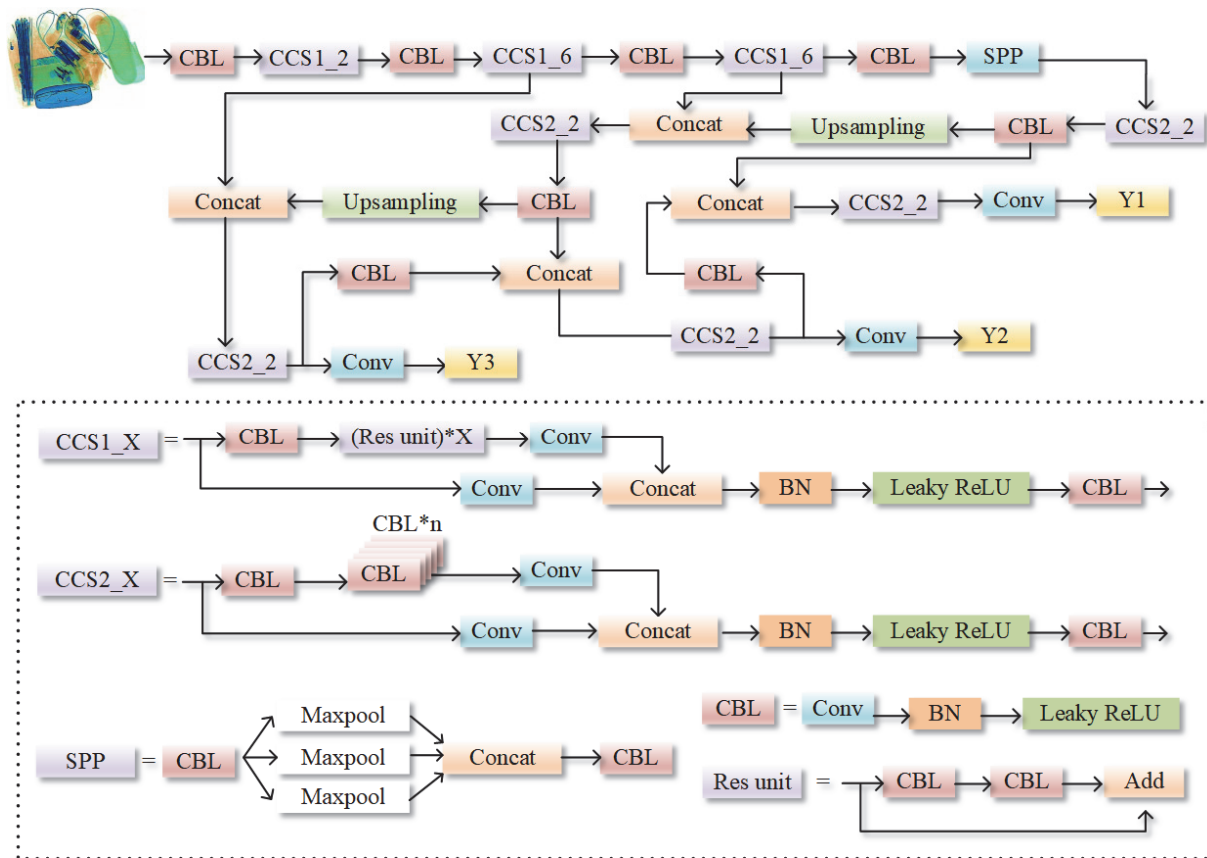 CBL CCS1_2 CBL CCS1_6 CBL CCS1_6 CBL SPP
CCS2_2 Concat Upsampling CBL CCS2_2
Concat Upsampling CBL Concat CCS2_2 Conv Y1
CBL Concat CBL
CCS2_2 Conv Y3 CCS2_2 Conv Y2
CCS1_X = CBL (Res unit)*X Conv
Conv Concat BN Leaky ReLU CBL
CBL*n
CCS2_X = CBL CBL Conv
Conv Concat BN Leaky ReLU CBL
Maxpool
SPP = CBL Maxpool Concat CBL
Maxpool
CBL = Conv BN Leaky ReLU
Res unit = CBL CBL Add